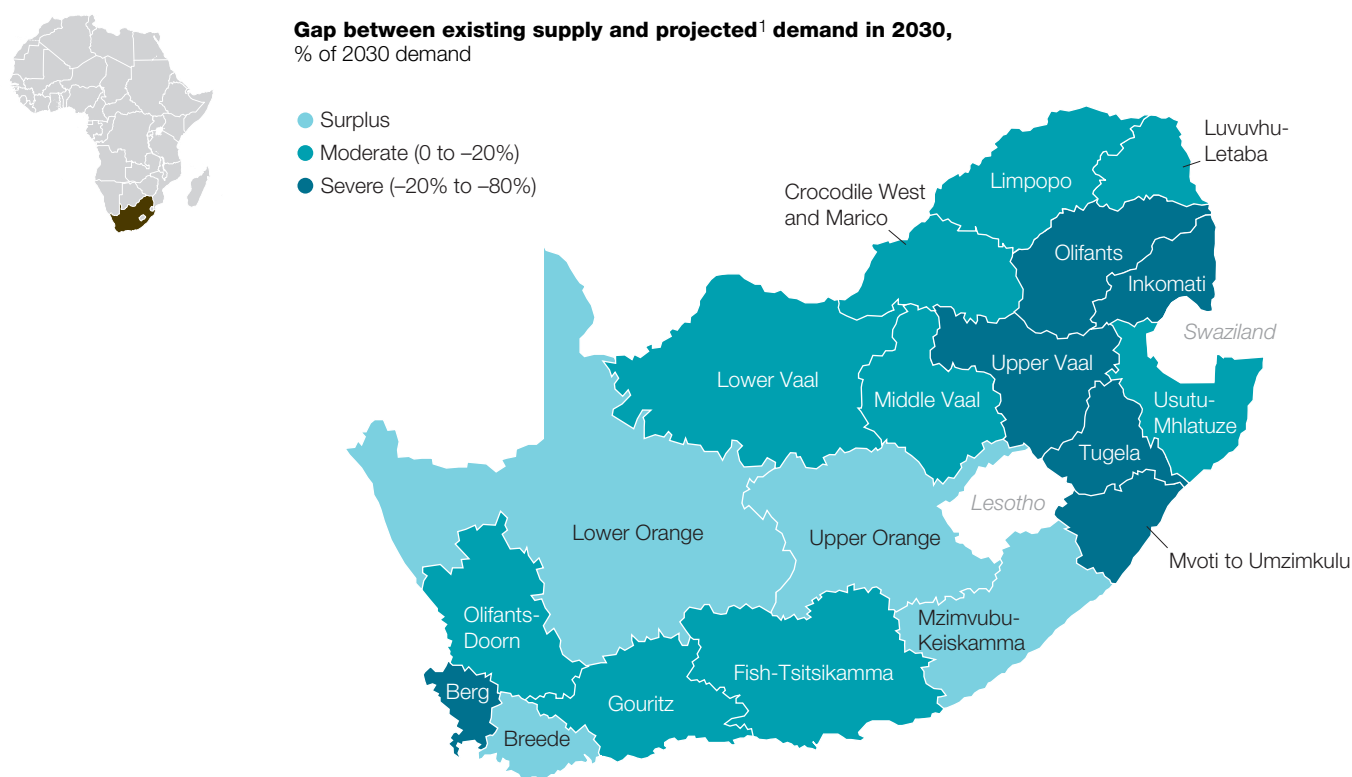 Gap between existing supply and projected¹ demand in 2030,
% of 2030 demand
Surplus
Moderate (0 to –20%)
Severe (–20% to –80%)
Luvuvhu-
Letaba
Limpopo
Crocodile West
and Marico
Olifants
Inkomati
Swaziland
Upper Vaal
Lower Vaal
Middle Vaal
Usutu-
Mhlatuze
Tugela
Lesotho
Lower Orange
Upper Orange
Mvoti to Umzimkulu
Olifants-
Doorn
Mzimvubu-
Keiskamma
Fish-Tsitsikamma
Berg
Gouritz
Breede